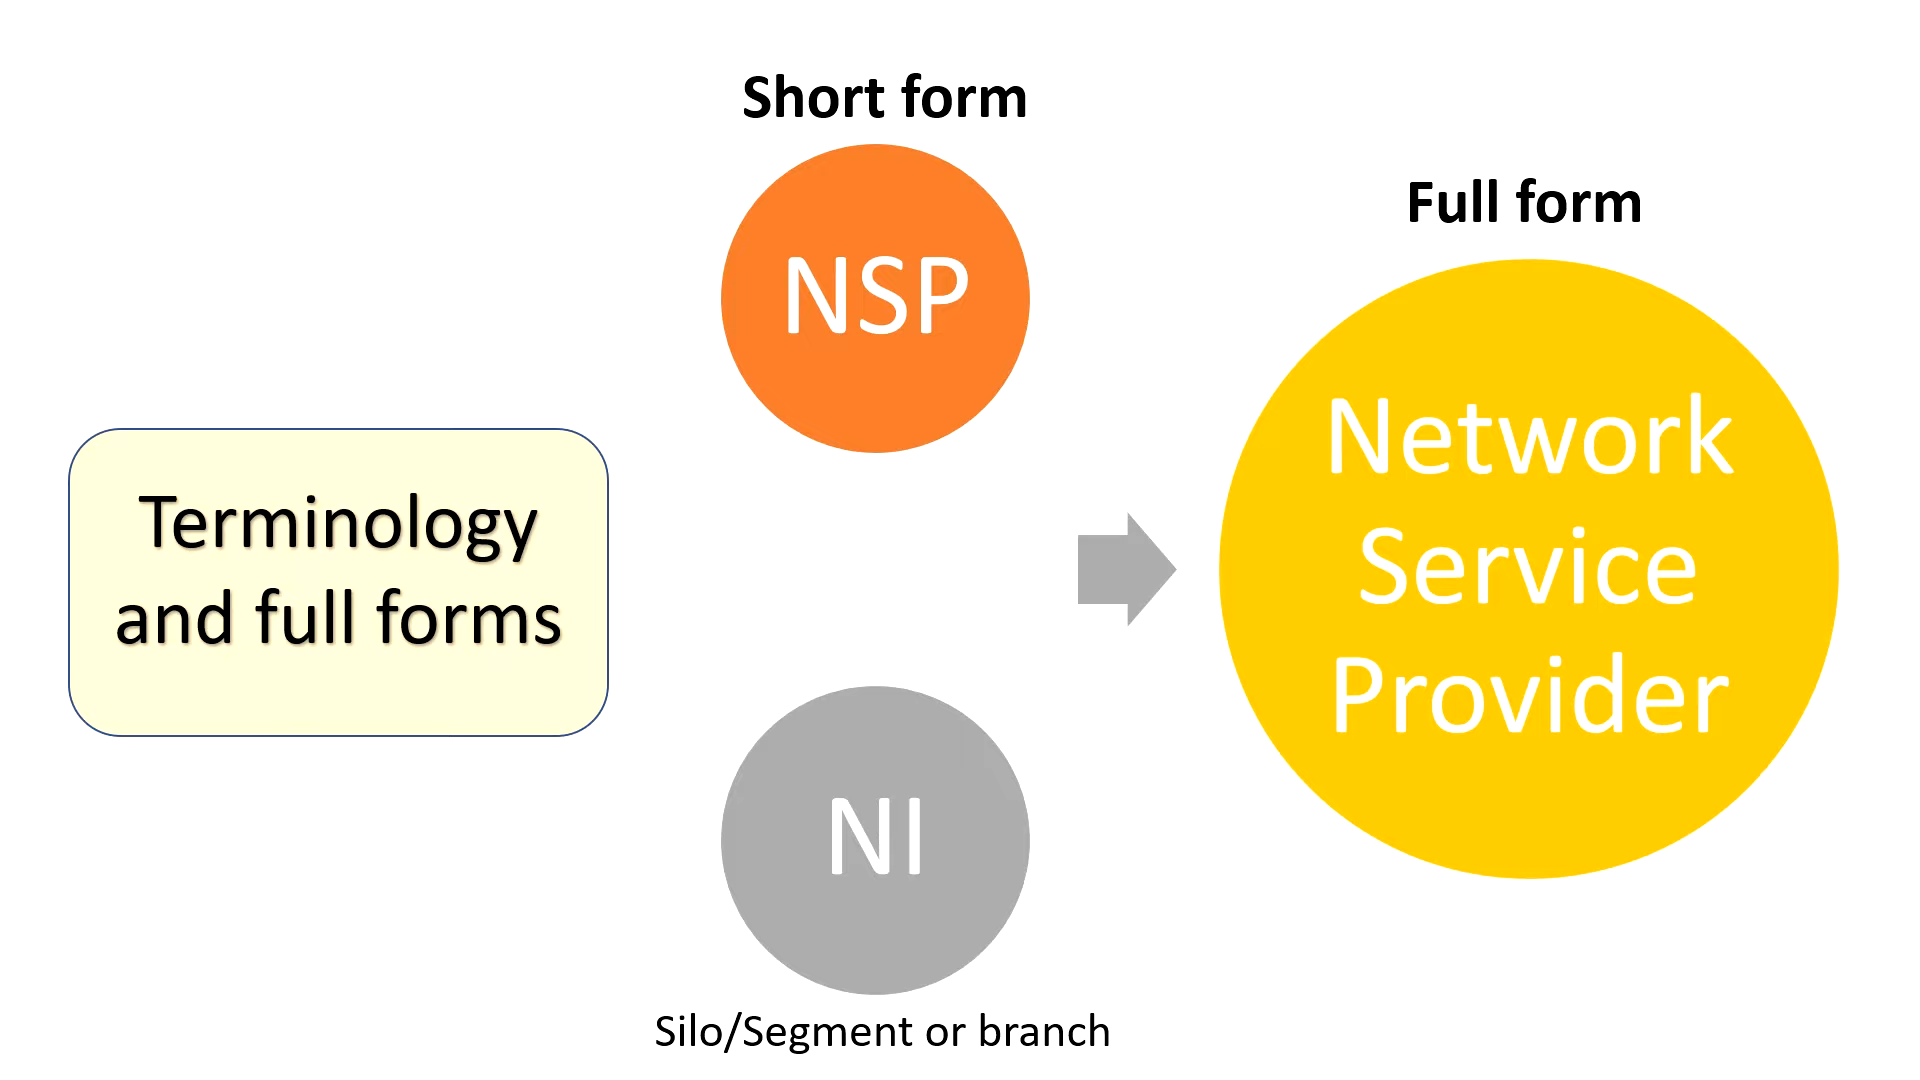 Terminology
and full forms
Short form
NSP
NI
Silo/Segment or branch
Full form
Network
Service
Provider